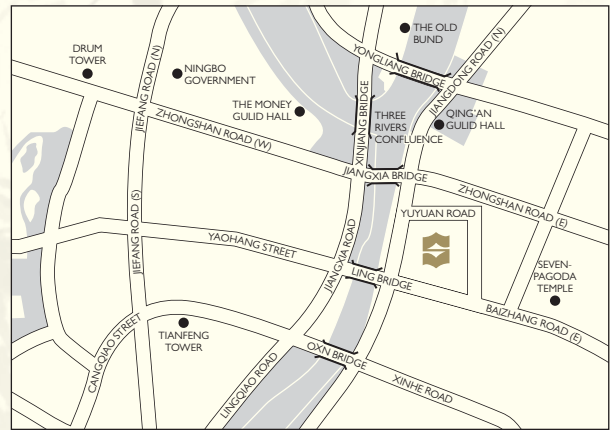 THE OLD
BUND
YONGLIANG BRIDGE
JIANGDONG ROAD (N)
DRUM
TOWER
NINGBO
GOVERNMENT
JIEFANG ROAD (N)
THE MONEY
GULID HALL
XINJIANG BRIDGE
THREE
RIVERS
CONFLUENCE
QING'AN
GULID HALL
ZHONGSHAN ROAD (W)
JIANGXIA BRIDGE
ZHONGSHAN ROAD (E)
YUYUAN ROAD
JIEFANG ROAD (S)
YAOHANG STREET
JIANGXIA ROAD
LING BRIDGE
SEVEN-
PAGODA
TEMPLE
BAIZHANG ROAD (E)
CANGQIAO STREET
TIANFENG
TOWER
LINGQIAO ROAD
OXN BRIDGE
XINHE ROAD